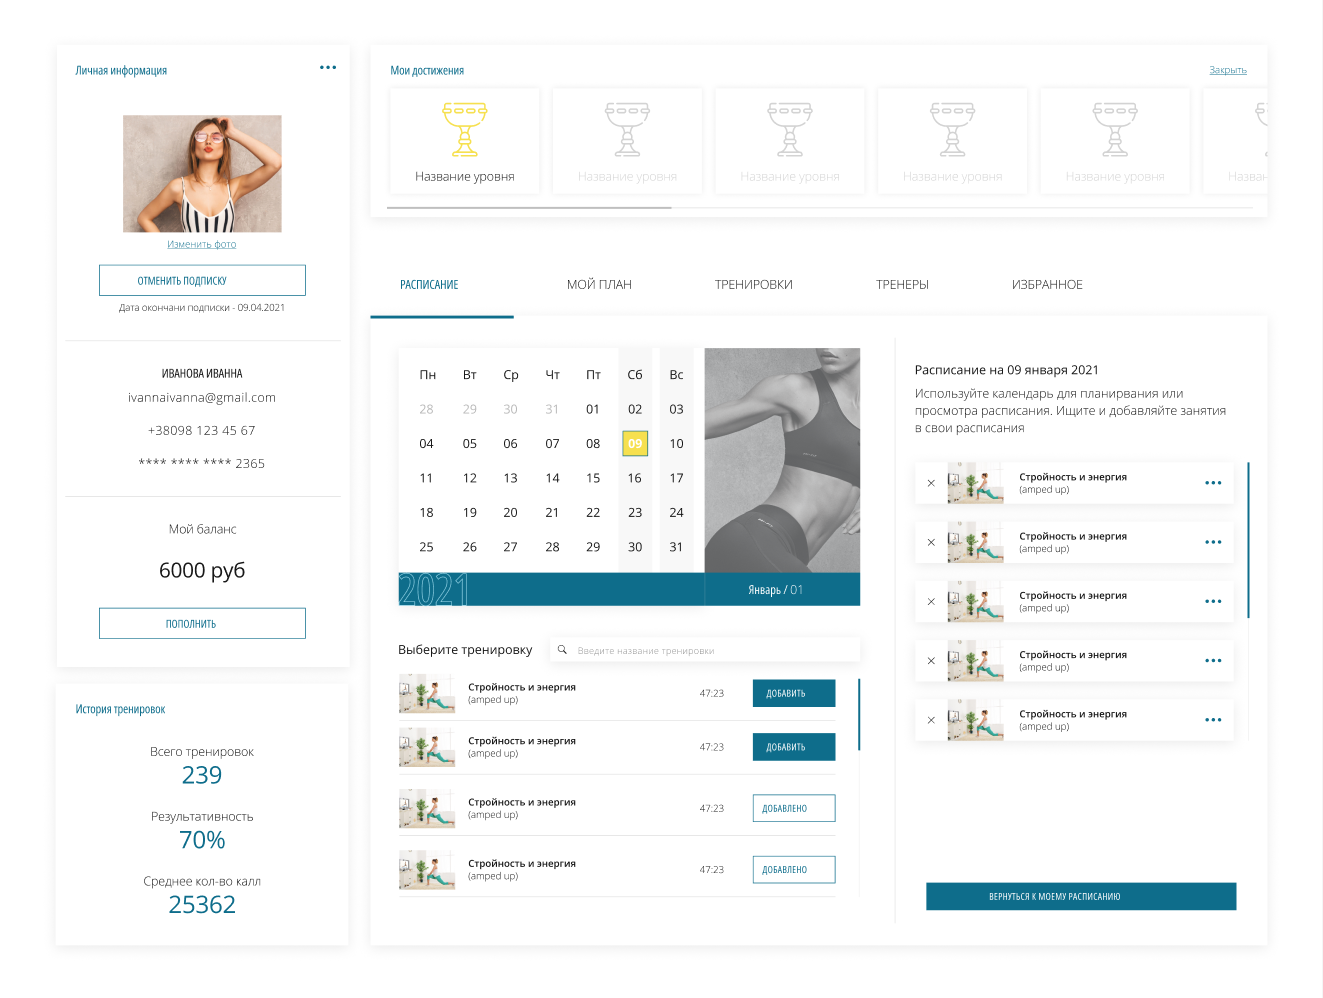 Личная информация
Изменить фото
ОТМЕНИТЬ ПОДПИСКУ
Дата окончани подписки - 09.04.2021
ИВАНОВА ИВАННА
ivannaivanna@gmail.com
+38098 123 45 67
**** **** **** 2365
Мой баланс
6000 руб
ПОПОЛНИТЬ
История тренировок
Всего тренировок
239
Результативность
70%
Среднее кол-во калл
25362
Мои достижения
Закрыть
Название уровня
Название уровня
Название уровня
Название уровня
Название уровня
Назван
РАСПИСАНИЕ
МОЙ ПЛАН
ТРЕНИРОВКИ
ТРЕНЕРЫ
ИЗБРАННОЕ
Пн Вт Ср Чт Пт Сб Вс
28 29 30 31 01 02 03
04 05 06 07 08 09 10
11 12 13 14 15 16 17
18 19 20 21 22 23 24
25 26 27 28 29 30 31
2021
Январь / 01
Выберите тренировку
Введите название тренировки
Стройность и энергия
(amped up)
47:23
ДОБАВИТЬ
Стройность и энергия
(amped up)
47:23
ДОБАВИТЬ
Стройность и энергия
(amped up)
47:23
ДОБАВЛЕНО
Стройность и энергия
(amped up)
47:23
ДОБАВЛЕНО
Расписание на 09 января 2021
Используйте календарь для планирвания или
просмотра расписания. Ищите и добавляйте занятия
в свои расписания
Стройность и энергия
(amped up)
Стройность и энергия
(amped up)
Стройность и энергия
(amped up)
Стройность и энергия
(amped up)
Стройность и энергия
(amped up)
ВЕРНУТЬСЯ К МОЕМУ РАСПИСАНИЮ